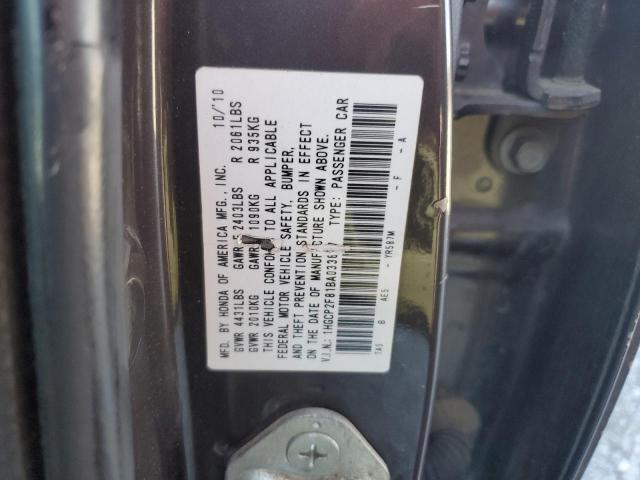 MFD. BY HONDA OF AMERICA MFG., INC. 10/'10
GVWR 4431LBS GAWR 2403LBS R 2061LBS
GVWR 2010KG GAWR 1090KG R 935KG
THIS VEHICLE CONFORMS TO ALL APPLICABLE
FEDERAL MOTOR VEHICLE SAFETY, BUMPER,
AND THEFT PREVENTION STANDARDS IN EFFECT
ON THE DATE OF MANUFACTURE SHOWN ABOVE.
V.I.N.: 1HGCP2F81BA033 TYPE: PASSENGER CAR
TA5 B AE5 - YR587M - F - A